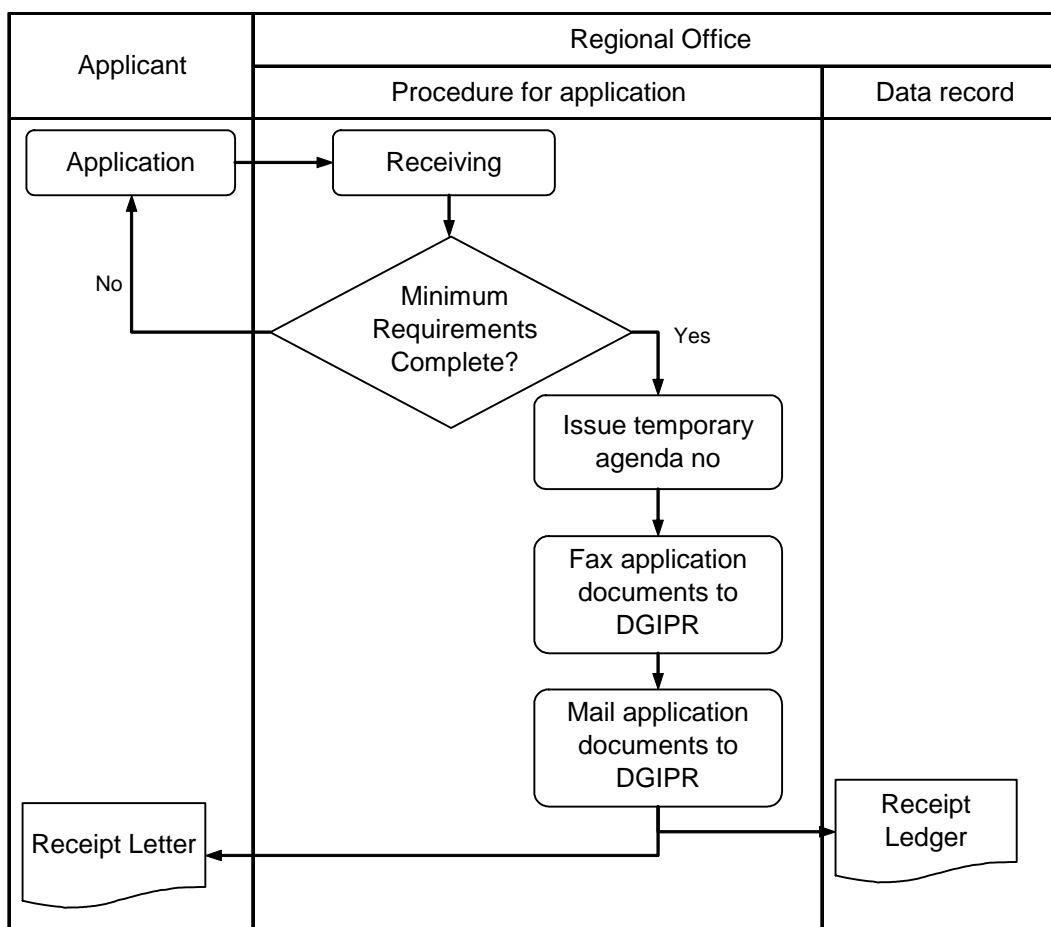 Applicant
Regional Office
Procedure for application
Data record
Application
Receiving
No
Minimum
Requirements
Complete?
Yes
Issue temporary
agenda no
Fax application
documents to
DGIPR
Mail application
documents to
DGIPR
Receipt Letter
Receipt
Ledger